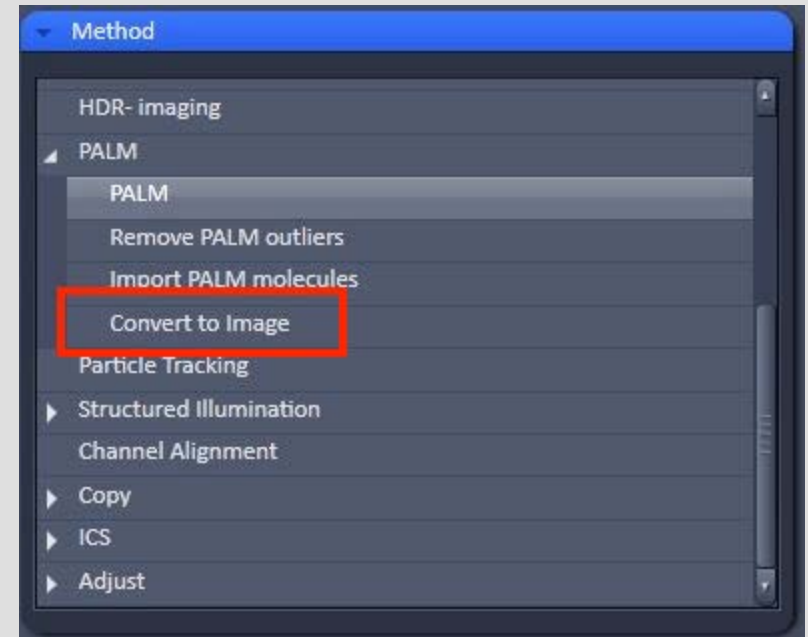 Method
HDR- imaging
PALM
PALM
Remove PALM outliers
Import PALM molecules
Convert to Image
Particle Tracking
Structured Illumination
Channel Alignment
Copy
ICS
Adjust